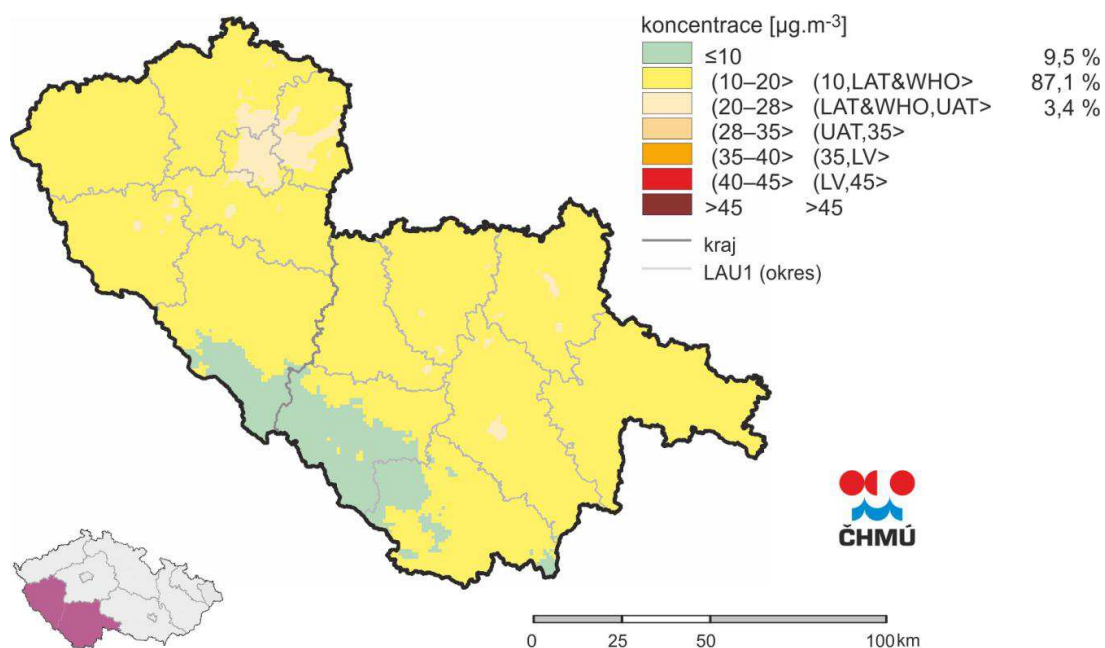 koncentrace [µg.m-3]
≤10 9,5 %
(10–20> (10,LAT&WHO> 87,1 %
(20–28> (LAT&WHO,UAT> 3,4 %
(28–35> (UAT,35>
(35–40> (35,LV>
(40–45> (LV,45>
>45 >45
kraj
LAU1 (okres)
ČHMÚ
0 25 50 100 km